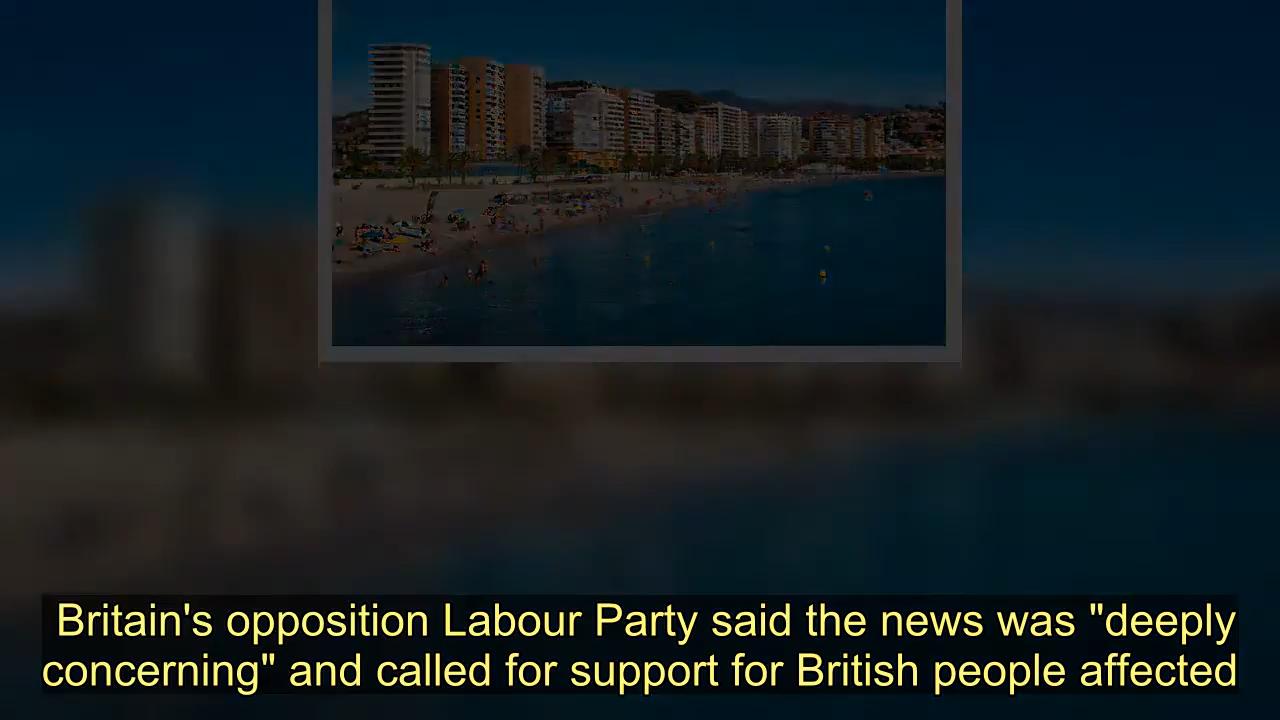 Britain's opposition Labour Party said the news was "deeply
concerning" and called for support for British people affected